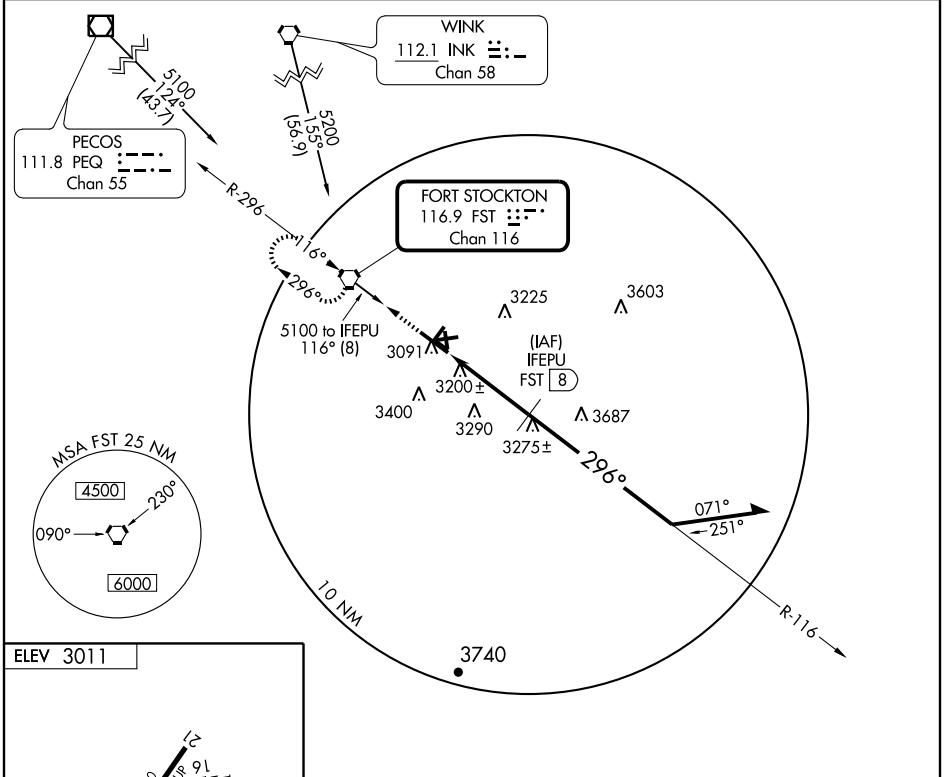 WINK
112.1 INK
Chan 58
5100
124°
(43.7)
5200
155°
(56.9)
PECOS
111.8 PEQ
Chan 55
R-296
FORT STOCKTON
116.9 FST
Chan 116
116°
296°
5100 to IFEPU
116° (8)
3225
3603
3091
(IAF)
IFEPU
FST 8
3200±
3400
3290
3687
3275±
296°
MSA FST 25 NM
4500
230°
090°
6000
071°
251°
10 NM
R-116
3740
ELEV 3011
21
16